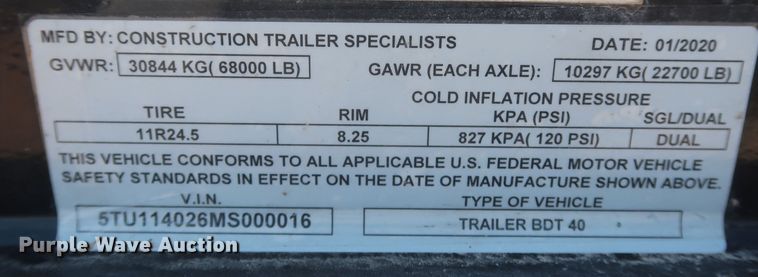 MFD BY: CONSTRUCTION TRAILER SPECIALISTS DATE: 01/2020
GVWR: 30844 KG( 68000 LB) GAWR (EACH AXLE): 10297 KG( 22700 LB)
COLD INFLATION PRESSURE
TIRE RIM KPA (PSI) SGL/DUAL
11R24.5 8.25 827 KPA( 120 PSI) DUAL
THIS VEHICLE CONFORMS TO ALL APPLICABLE U.S. FEDERAL MOTOR VEHICLE
SAFETY STANDARDS IN EFFECT ON THE DATE OF MANUFACTURE SHOWN ABOVE.
V.I.N. TYPE OF VEHICLE
5TU114026MS000016 TRAILER BDT 40
Purple Wave Auction